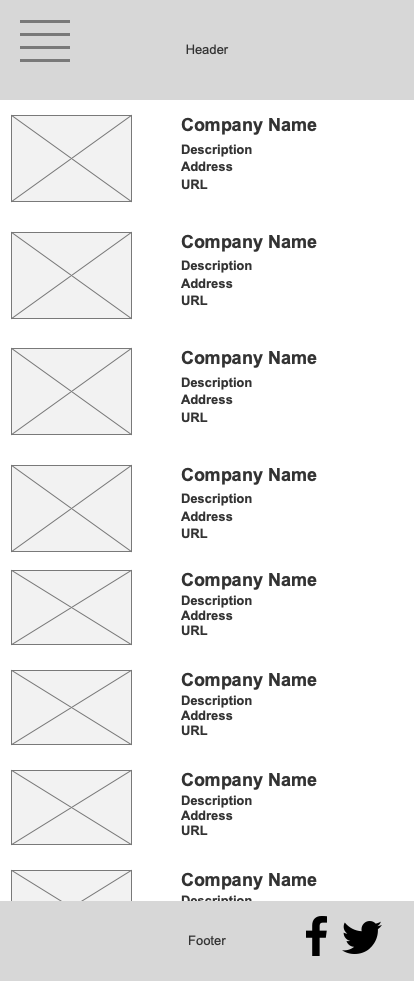 Header
Company Name
Description
Address
URL
Company Name
Description
Address
URL
Company Name
Description
Address
URL
Company Name
Description
Address
URL
Company Name
Description
Address
URL
Company Name
Description
Address
URL
Company Name
Description
Address
URL
Company Name
Description
Footer